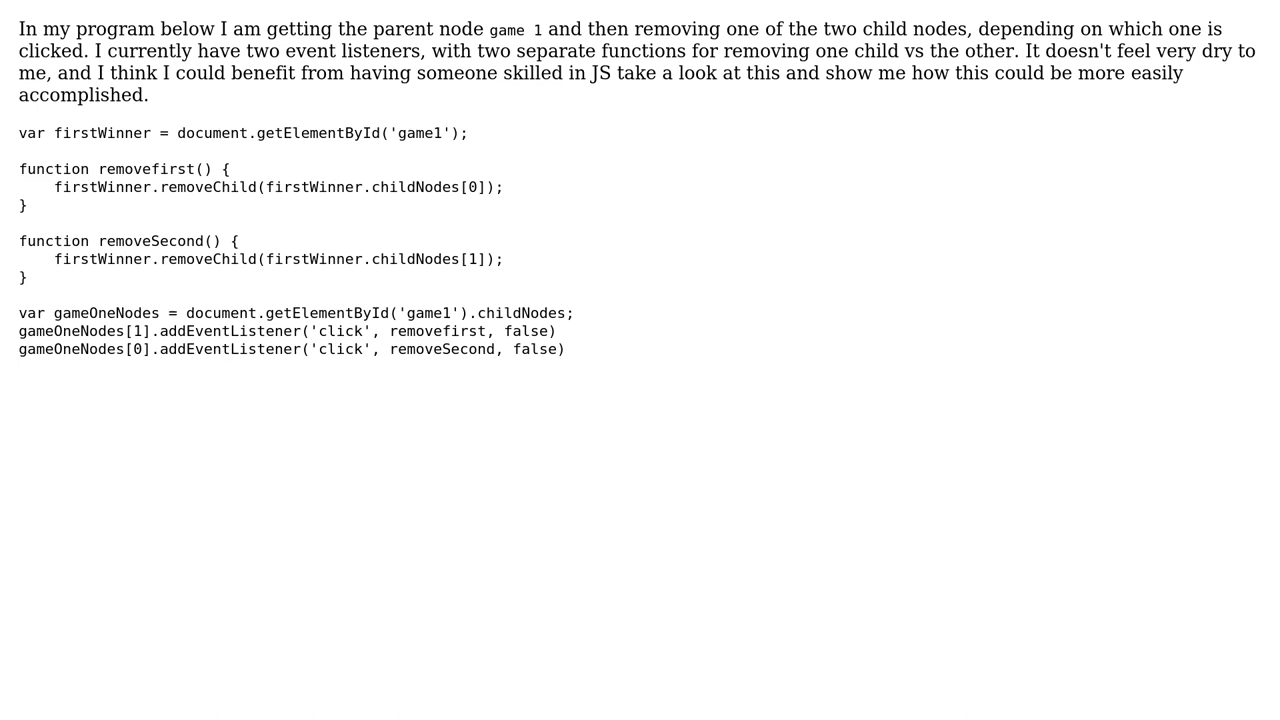 In my program below I am getting the parent node game 1 and then removing one of the two child nodes, depending on which one is
clicked. I currently have two event listeners, with two separate functions for removing one child vs the other. It doesn't feel very dry to
me, and I think I could benefit from having someone skilled in JS take a look at this and show me how this could be more easily
accomplished.
var firstWinner = document.getElementById('game1');
function removefirst() {
    firstWinner.removeChild(firstWinner.childNodes[0]);
}
function removeSecond() {
    firstWinner.removeChild(firstWinner.childNodes[1]);
}
var gameOneNodes = document.getElementById('game1').childNodes;
gameOneNodes[1].addEventListener('click', removefirst, false)
gameOneNodes[0].addEventListener('click', removeSecond, false)